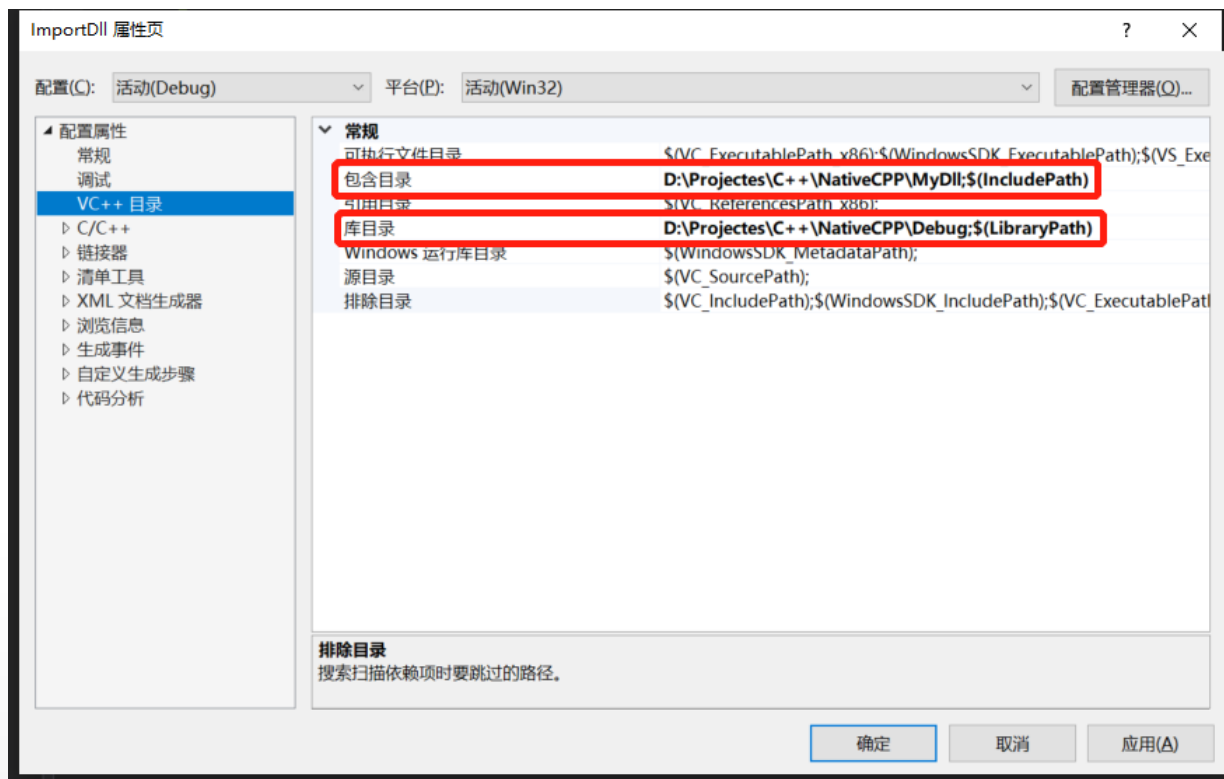 ImportDll 属性页
?
配置(C): 活动(Debug) 平台(P): 活动(Win32) 配置管理器(O)...
配置属性
常规
调试
VC++ 目录
C/C++
链接器
清单工具
XML 文档生成器
浏览信息
生成事件
自定义生成步骤
代码分析
常规
可执行文件目录 $(VC_ExecutablePath_x86);$(WindowsSDK_ExecutablePath);$(VS_Exe
包含目录 D:\Projectes\C++\NativeCPP\MyDll;$(IncludePath)
引用目录 $(VC_ReferencesPath_x86);
库目录 D:\Projectes\C++\NativeCPP\Debug;$(LibraryPath)
Windows 运行库目录 $(WindowsSDK_MetadataPath);
源目录 $(VC_SourcePath);
排除目录 $(VC_IncludePath);$(WindowsSDK_IncludePath);$(VC_ExecutablePatl
排除目录
搜索扫描依赖项时要跳过的路径。
确定 取消 应用(A)